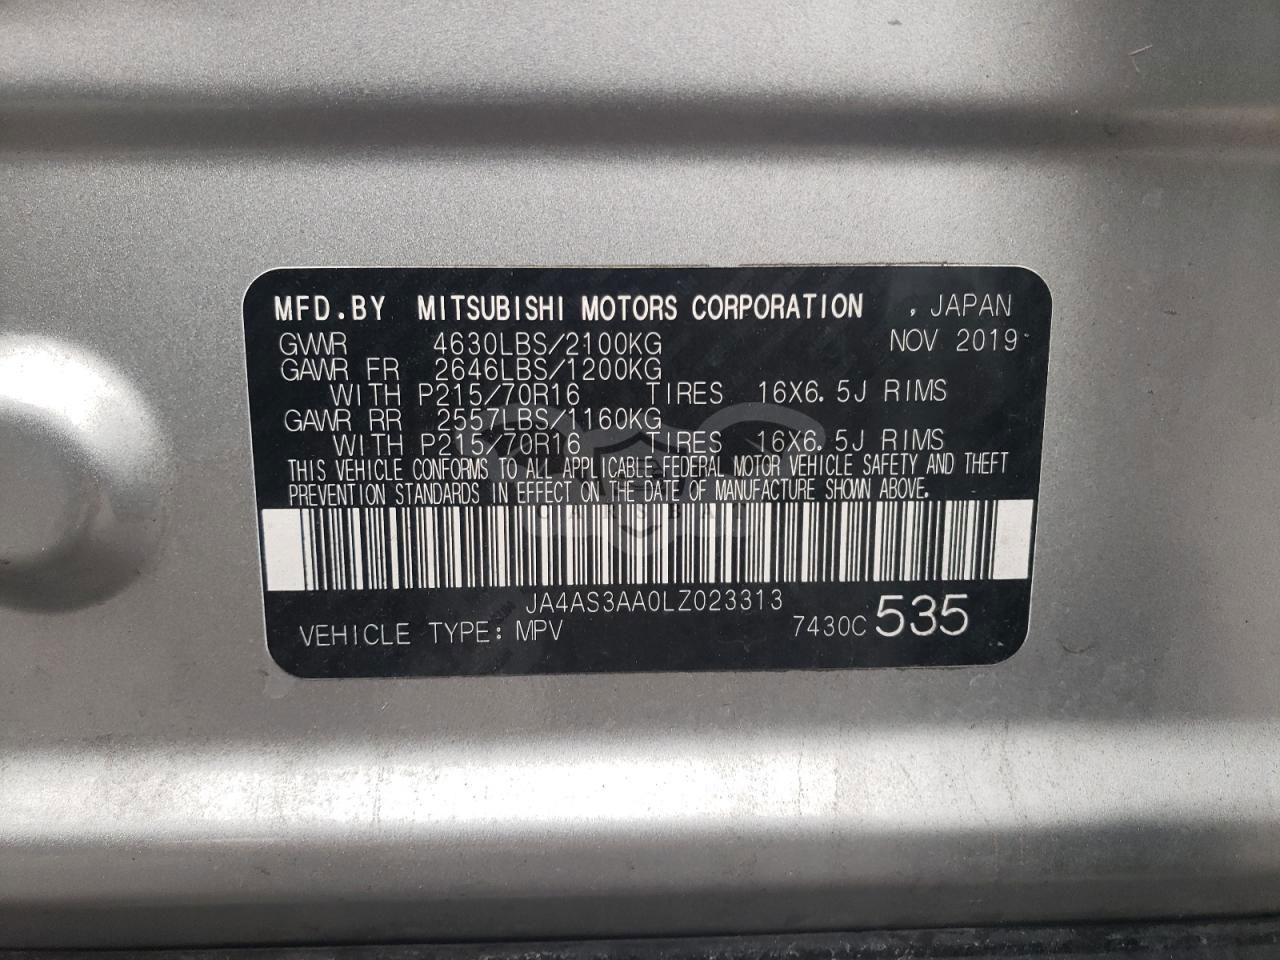 MFD.BY MITSUBISHI MOTORS CORPORATION , JAPAN
GVWR 4630LBS/2100KG NOV 2019
GAWR FR 2646LBS/1200KG
WITH P215/70R16 TIRES 16X6.5J RIMS
GAWR RR 2557LBS/1160KG
WITH P215/70R16 TIRES 16X6.5J RIMS
THIS VEHICLE CONFORMS TO ALL APPLICABLE FEDERAL MOTOR VEHICLE SAFETY AND THEFT
PREVENTION STANDARDS IN EFFECT ON THE DATE OF MANUFACTURE SHOWN ABOVE.
JA4AS3AA0LZ023313
VEHICLE TYPE: MPV 7430C 535